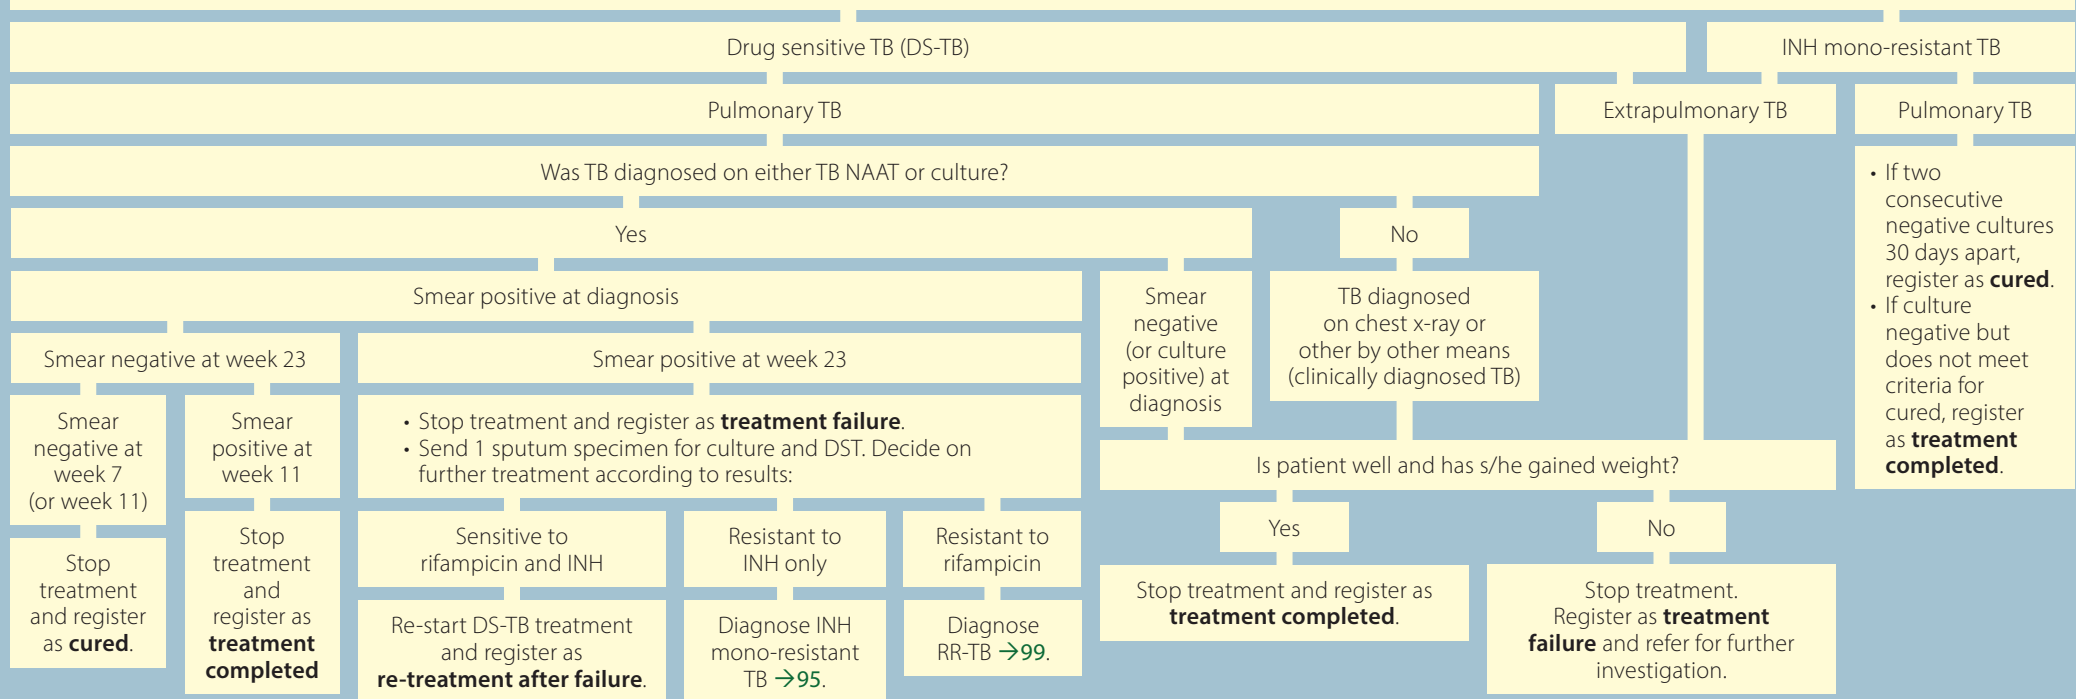 Drug sensitive TB (DS-TB)
INH mono-resistant TB
Pulmonary TB
Extrapulmonary TB
Pulmonary TB
Was TB diagnosed on either TB NAAT or culture?
• If two
consecutive
negative cultures
30 days apart,
register as cured.
• If culture
negative but
does not meet
criteria for
cured, register
as treatment
completed.
Yes
No
Smear positive at diagnosis
Smear
negative
(or culture
positive) at
diagnosis
TB diagnosed
on chest x-ray or
other by other means
(clinically diagnosed TB)
Smear negative at week 23
Smear positive at week 23
Smear
negative at
week 7
(or week 11)
Smear
positive at
week 11
• Stop treatment and register as treatment failure.
• Send 1 sputum specimen for culture and DST. Decide on
further treatment according to results:
Is patient well and has s/he gained weight?
Stop
treatment
and register
as cured.
Stop
treatment
and
register as
treatment
completed
Sensitive to
rifampicin and INH
Resistant to
INH only
Resistant to
rifampicin
Yes
No
Re-start DS-TB treatment
and register as
re-treatment after failure.
Diagnose INH
mono-resistant
TB →95.
Diagnose
RR-TB →99.
Stop treatment and register as
treatment completed.
Stop treatment.
Register as treatment
failure and refer for further
investigation.